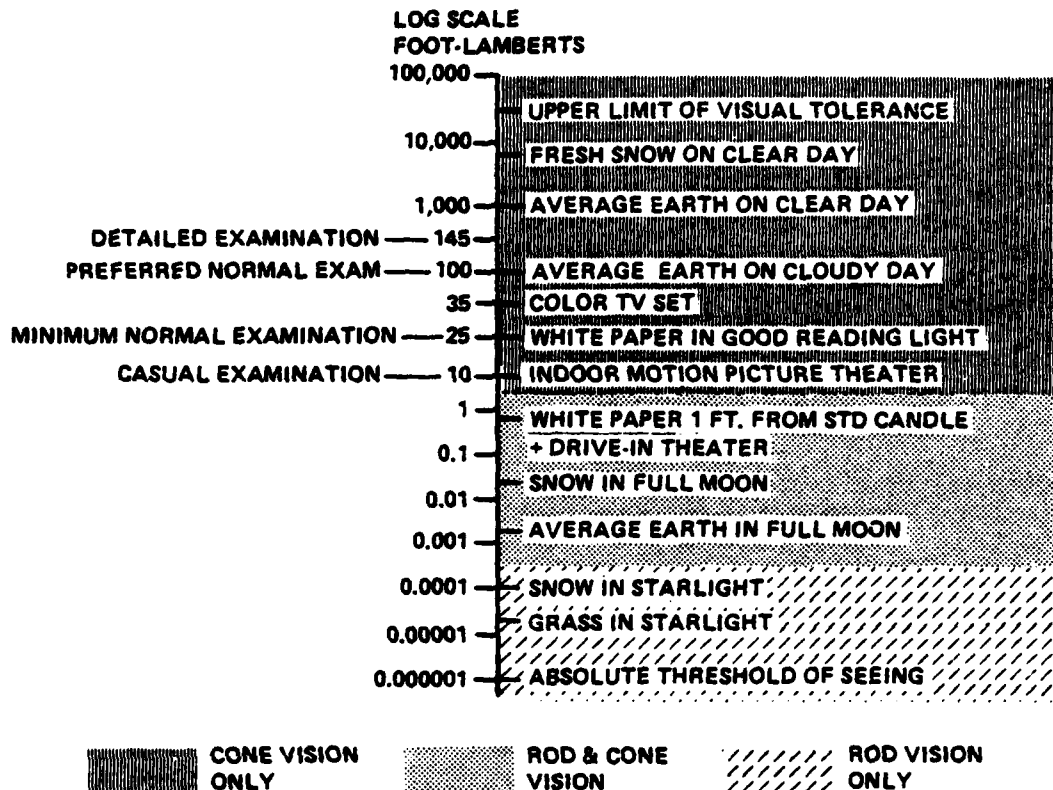 LOG SCALE
FOOT-LAMBERTS
100,000
UPPER LIMIT OF VISUAL TOLERANCE
10,000
FRESH SNOW ON CLEAR DAY
1,000 AVERAGE EARTH ON CLEAR DAY
DETAILED EXAMINATION 145
PREFERRED NORMAL EXAM 100 AVERAGE EARTH ON CLOUDY DAY
35 COLOR TV SET
MINIMUM NORMAL EXAMINATION 25 WHITE PAPER IN GOOD READING LIGHT
CASUAL EXAMINATION 10 INDOOR MOTION PICTURE THEATER
1
WHITE PAPER 1 FT. FROM STD CANDLE
0.1 + DRIVE-IN THEATER
SNOW IN FULL MOON
0.01
AVERAGE EARTH IN FULL MOON
0.001
0.0001 SNOW IN STARLIGHT
GRASS IN STARLIGHT
0.00001
0.000001 ABSOLUTE THRESHOLD OF SEEING
CONE VISION
ONLY
ROD & CONE
VISION
ROD VISION
ONLY